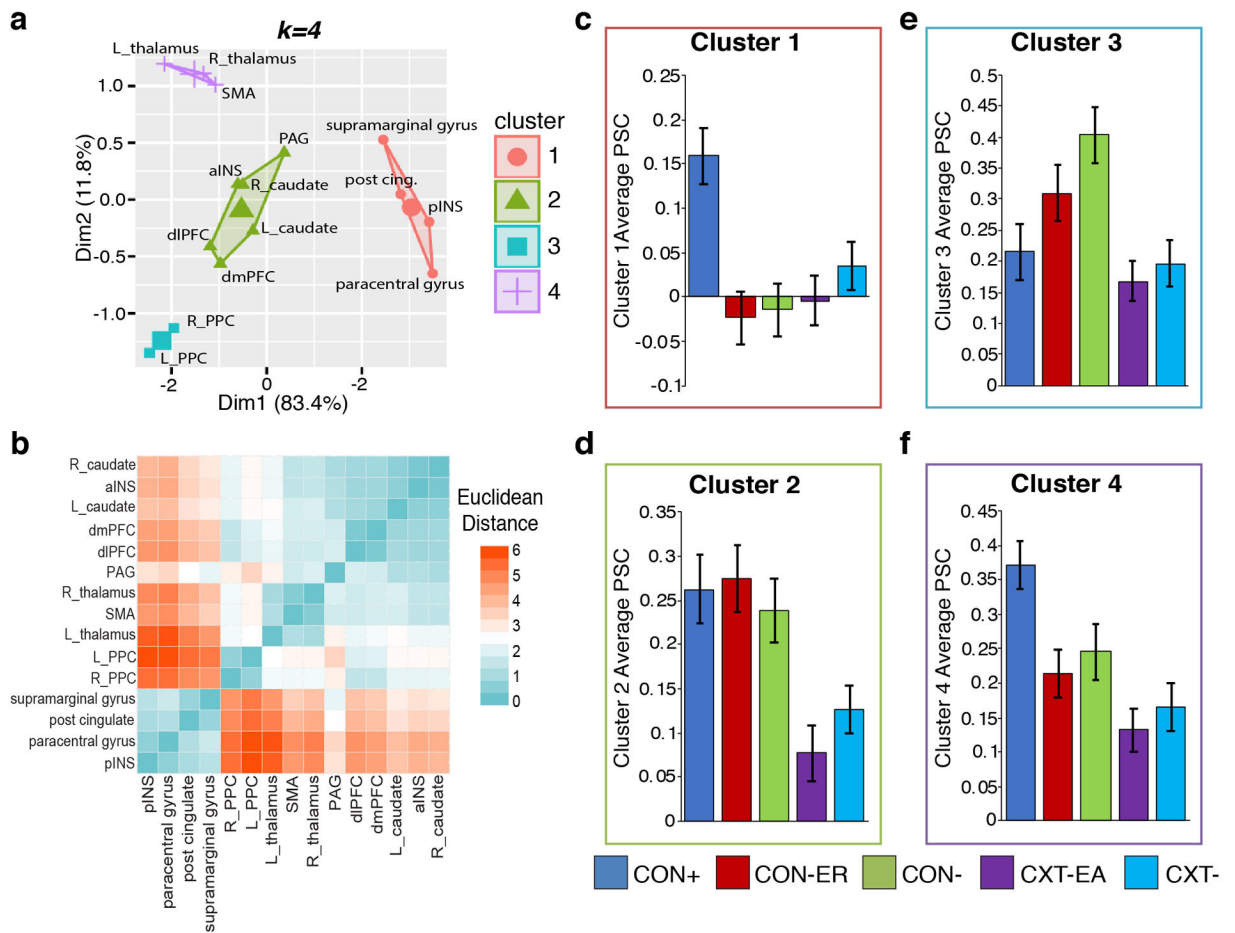 a
k=4
L_thalamus
R_thalamus
SMA
PAG
aINS
R_caudate
L_caudate
dlPFC
dmPFC
R_PPC
L_PPC
supramarginal gyrus
post cing.
pINS
paracentral gyrus
1.0
0.5
0.0
-0.5
-1.0
Dim2 (11.8%)
-2
0
-2
Dim1 (83.4%)
cluster
1
2
3
4
b
R_caudate
aINS
L_caudate
dmPFC
dlPFC
PAG
R_thalamus
SMA
L_thalamus
L_PPC
R_PPC
supramarginal gyrus
post cingulate
paracentral gyrus
pINS
pINS
paracentral gyrus
post cingulate
supramarginal gyrus
R_PPC
L_PPC
L_thalamus
SMA
R_thalamus
PAG
dlPFC
dmPFC
L_caudate
aINS
R_caudate
Euclidean
Distance
6
5
4
3
2
1
0
c
Cluster 1
Cluster 1Average PSC
0.25
0.2
0.15
0.1
0.05
0
-0.05
-0.1
d
Cluster 2
Cluster 2 Average PSC
0.35
0.3
0.25
0.2
0.15
0.1
0.05
0
e
Cluster 3
Cluster 3 Average PSC
0.5
0.45
0.4
0.35
0.3
0.25
0.2
0.15
0.1
0.05
0
f
Cluster 4
Cluster 4 Average PSC
0.45
0.4
0.35
0.3
0.25
0.2
0.15
0.1
0.05
0
CON+
CON-ER
CON-
CXT-EA
CXT-